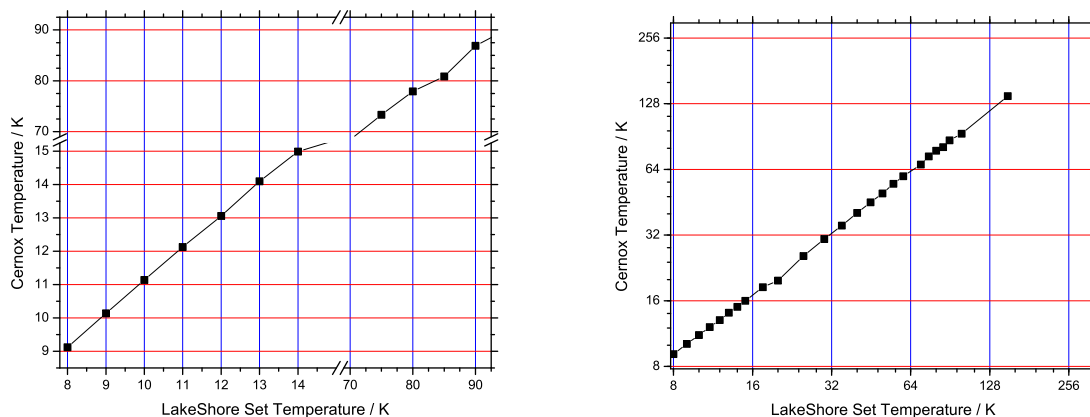 90
80
70
15
14
13
12
11
10
9
Cernox Temperature / K
8 9 10 11 12 13 14 70 80 90
LakeShore Set Temperature / K
256
128
64
32
16
8
Cernox Temperature / K
8 16 32 64 128 256
LakeShore Set Temperature / K